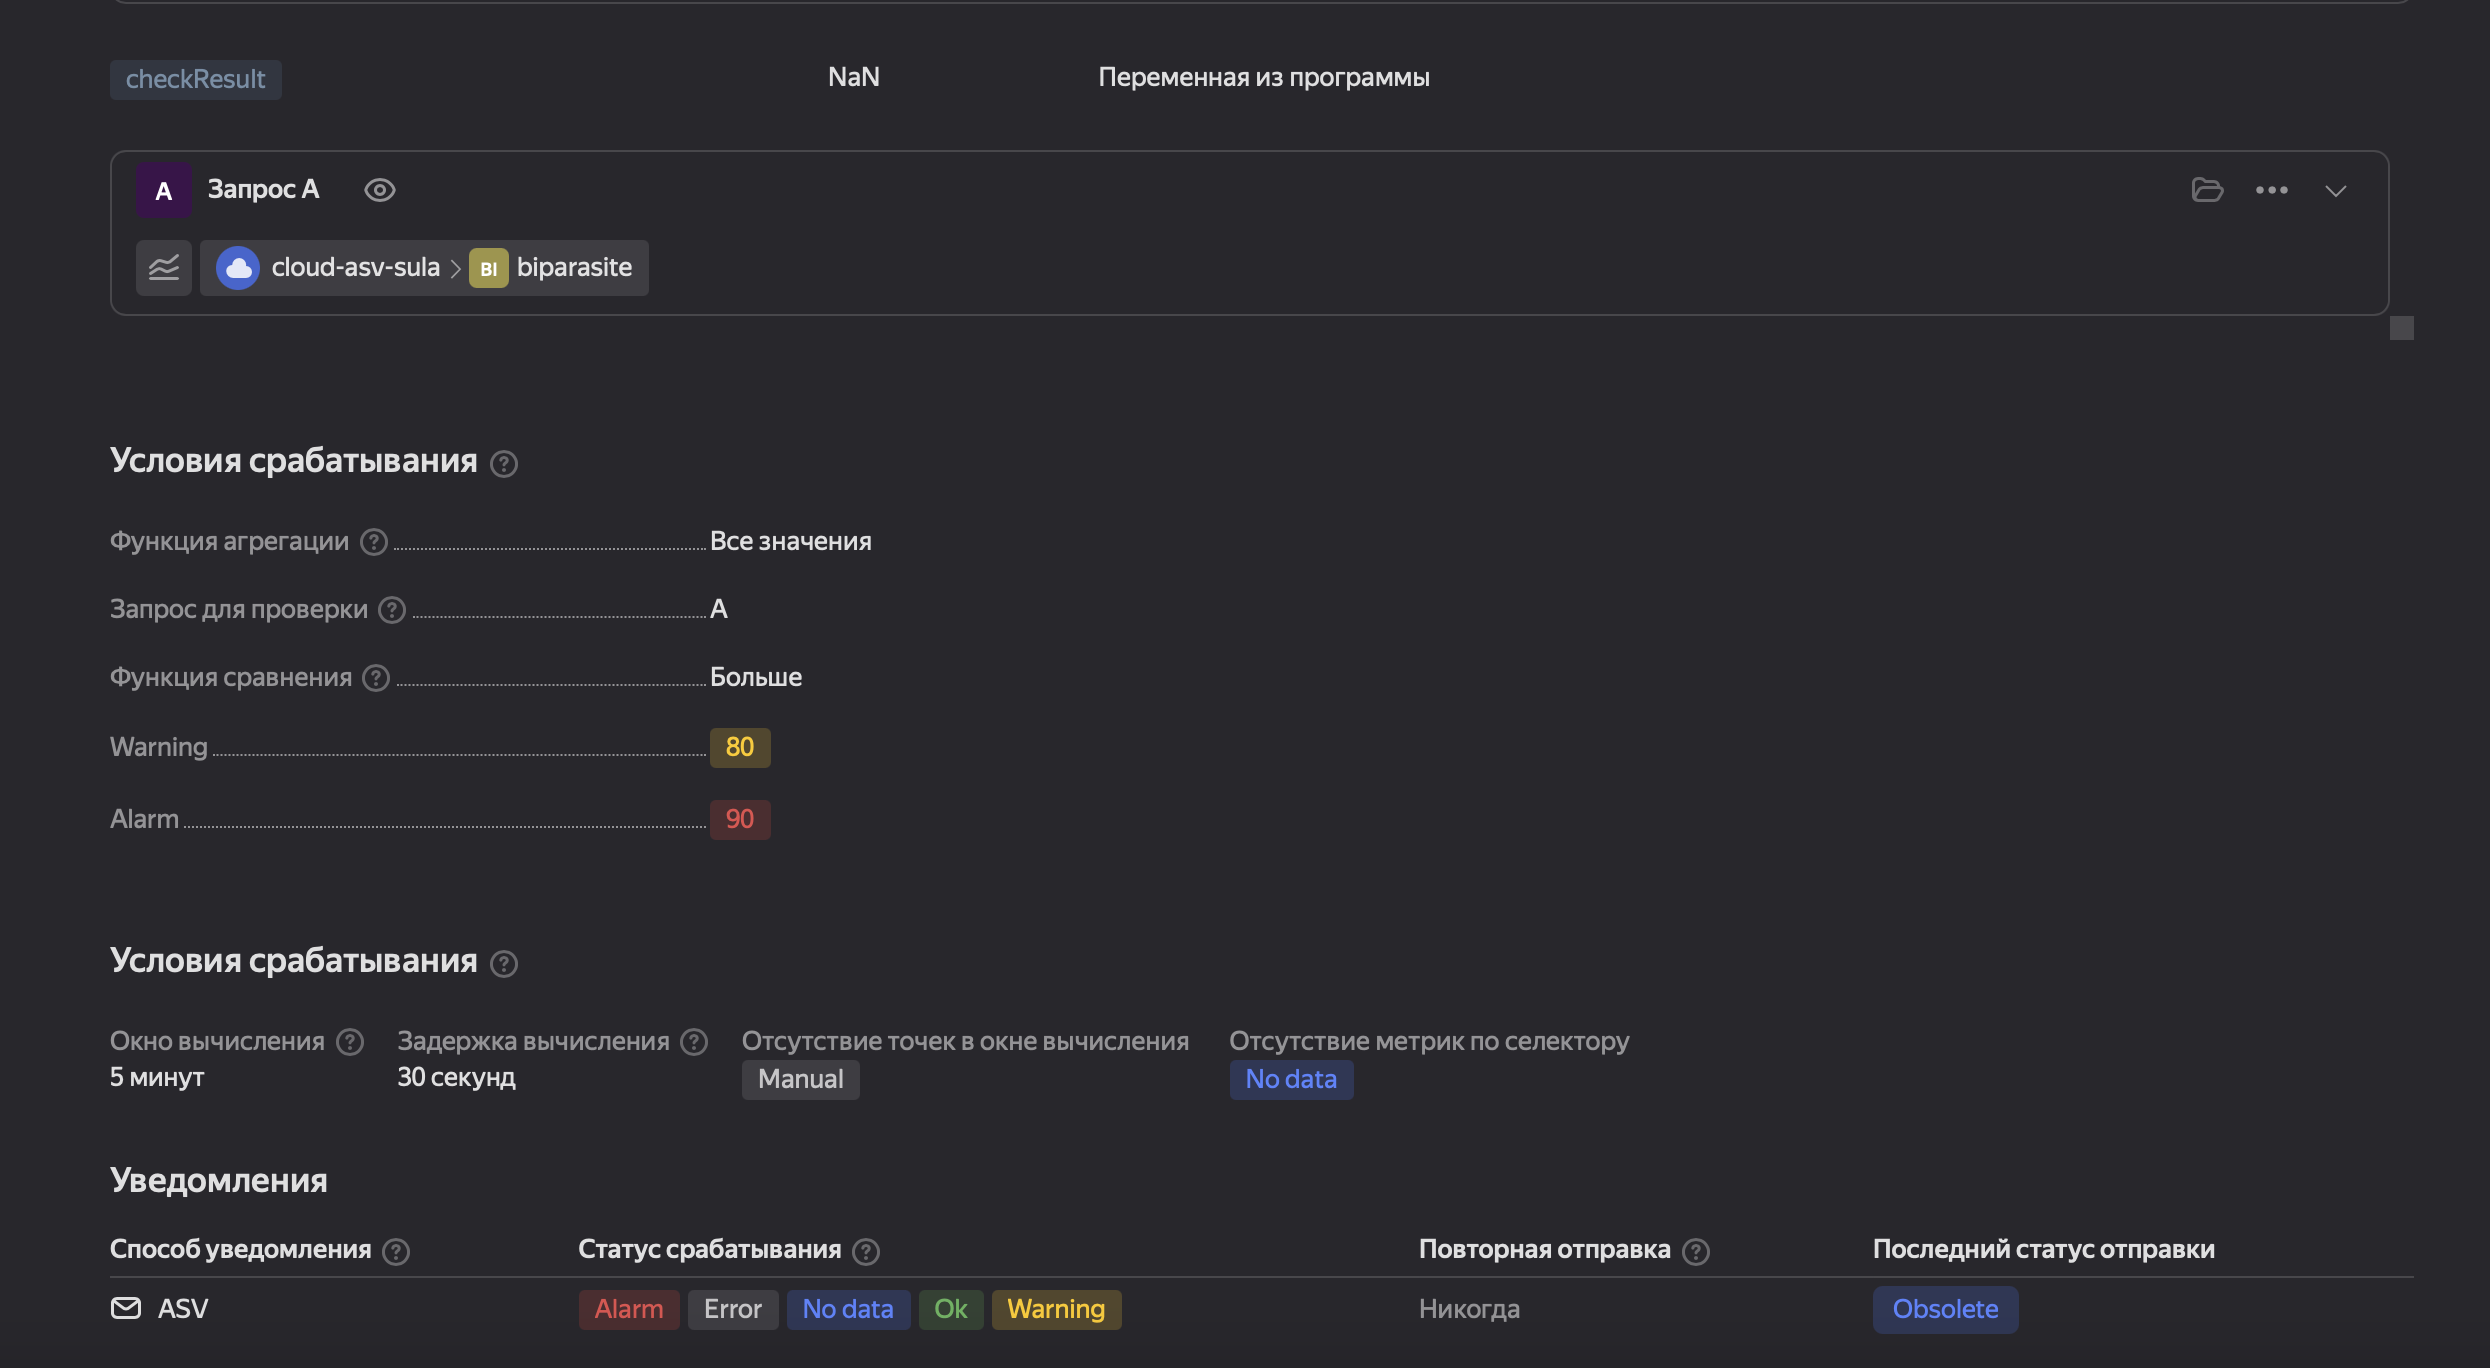 checkResult NaN Переменная из программы
A Запрос A
cloud-asv-sula > BI biparasite
Условия срабатывания ?
Функция агрегации ? Все значения
Запрос для проверки ? A
Функция сравнения ? Больше
Warning 80
Alarm 90
Условия срабатывания ?
Окно вычисления ? Задержка вычисления ? Отсутствие точек в окне вычисления Отсутствие метрик по селектору
5 минут 30 секунд Manual No data
Уведомления
Способ уведомления ? Статус срабатывания ? Повторная отправка ? Последний статус отправки
ASV Alarm Error No data Ok Warning Никогда Obsolete